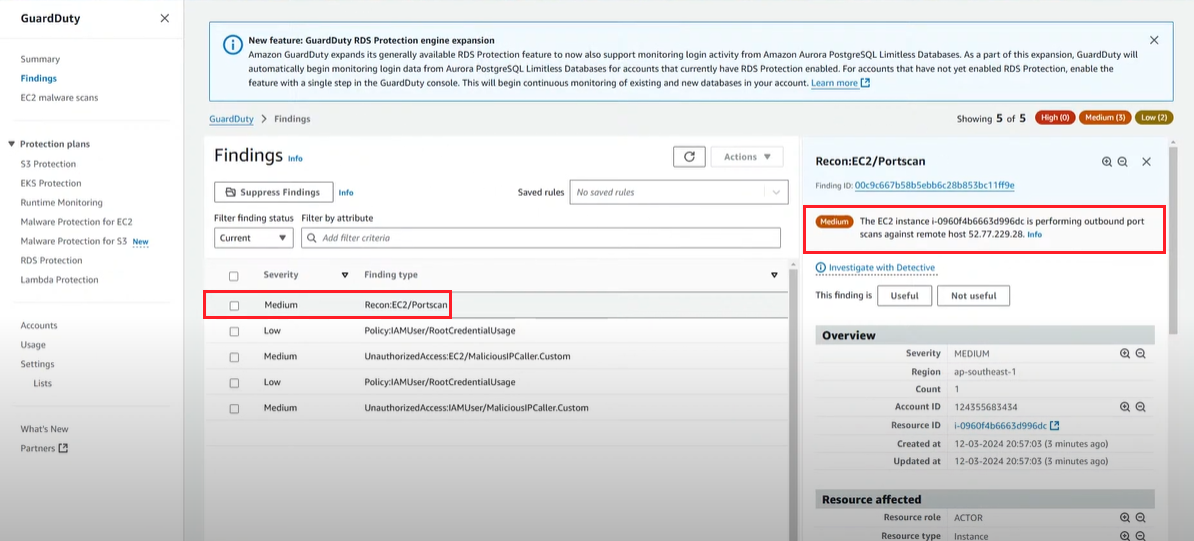 GuardDuty
Summary
Findings
EC2 malware scans
Protection plans
S3 Protection
EKS Protection
Runtime Monitoring
Malware Protection for EC2
Malware Protection for S3 New
RDS Protection
Lambda Protection
Accounts
Usage
Settings
Lists
What's New
Partners
New feature: GuardDuty RDS Protection engine expansion
Amazon GuardDuty expands its generally available RDS Protection feature to now also support monitoring login activity from Amazon Aurora PostgreSQL Limitless Databases. As a part of this expansion, GuardDuty will
automatically begin monitoring login data from Aurora PostgreSQL Limitless Databases for accounts that currently have RDS Protection enabled. For accounts that have not yet enabled RDS Protection, enable the
feature with a single step in the GuardDuty console. This will begin continuous monitoring of existing and new databases in your account. Learn more
GuardDuty > Findings
Showing 5 of 5 High (0) Medium (3) Low (2)
Findings Info
Actions
Suppress Findings Info
Saved rules No saved rules
Filter finding status Filter by attribute
Current Add filter criteria
Severity Finding type
Medium Recon:EC2/Portscan
Low Policy:IAMUser/RootCredentialUsage
Medium UnauthorizedAccess:EC2/MaliciousIPCaller.Custom
Low Policy:IAMUser/RootCredentialUsage
Medium UnauthorizedAccess:IAMUser/MaliciousIPCaller.Custom
Recon:EC2/Portscan
Finding ID: 00c9c667b58b5ebb6c28b853bc11ff9e
Medium The EC2 instance i-0960f4b6663d996dc is performing outbound port
scans against remote host 52.77.229.28. Info
Investigate with Detective
This finding is Useful Not useful
Overview
Severity MEDIUM
Region ap-southeast-1
Count 1
Account ID 124355683434
Resource ID i-0960f4b6663d996dc
Created at 12-03-2024 20:57:03 (3 minutes ago)
Updated at 12-03-2024 20:57:03 (3 minutes ago)
Resource affected
Resource role ACTOR
Resource type Instance